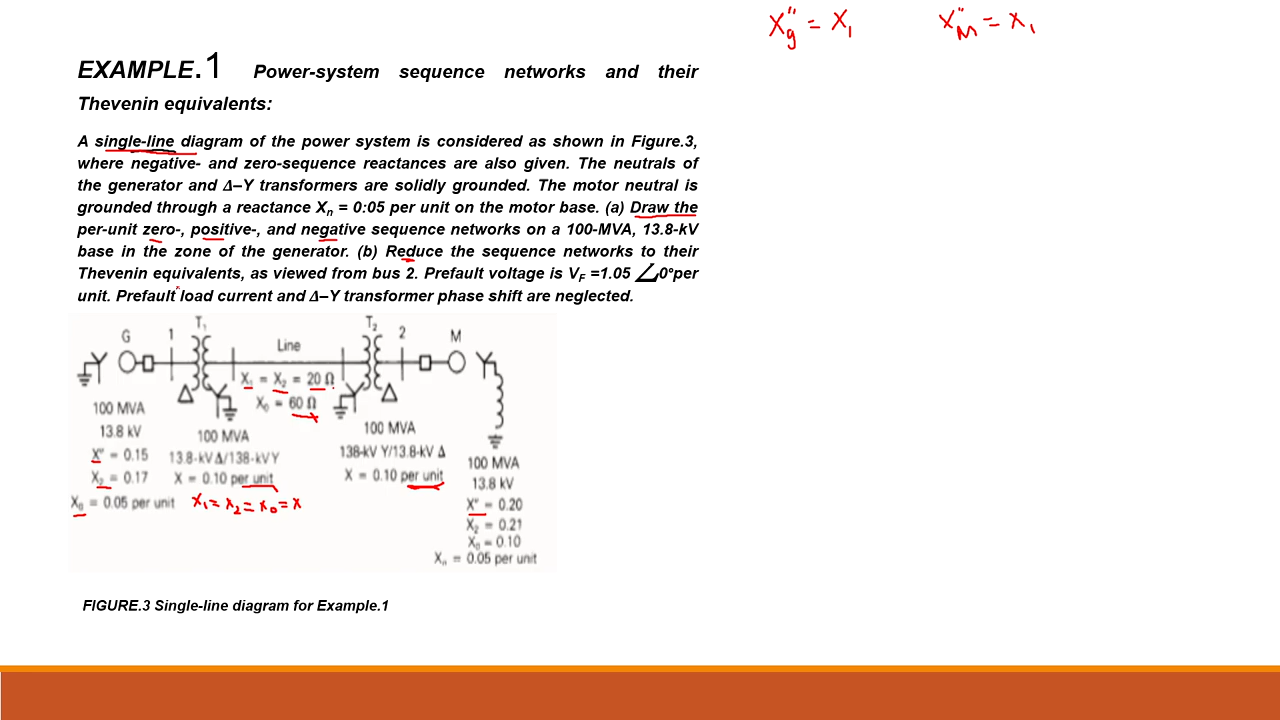 X"g = X1 X"M = X1
EXAMPLE.1 Power-system sequence networks and their
Thevenin equivalents:
A single-line diagram of the power system is considered as shown in Figure.3,
where negative- and zero-sequence reactances are also given. The neutrals of
the generator and Δ–Y transformers are solidly grounded. The motor neutral is
grounded through a reactance Xn = 0:05 per unit on the motor base. (a) Draw the
per-unit zero-, positive-, and negative sequence networks on a 100-MVA, 13.8-kV
base in the zone of the generator. (b) Reduce the sequence networks to their
Thevenin equivalents, as viewed from bus 2. Prefault voltage is VF =1.05 ∠0ºper
unit. Prefault load current and Δ–Y transformer phase shift are neglected.
G 1 T1 Line T2 2 M
X1 = X2 = 20 Ω
X0 = 60 Ω
Δ Y Y Δ
100 MVA
13.8 kV
X" = 0.15
X2 = 0.17
X0 = 0.05 per unit
100 MVA
13.8-kV Δ/138-kV Y
X = 0.10 per unit
X1 = X2 = X0 = X
100 MVA
138-kV Y/13.8-kV Δ
X = 0.10 per unit
100 MVA
13.8 kV
X" = 0.20
X2 = 0.21
X0 = 0.10
Xn = 0.05 per unit
FIGURE.3 Single-line diagram for Example.1